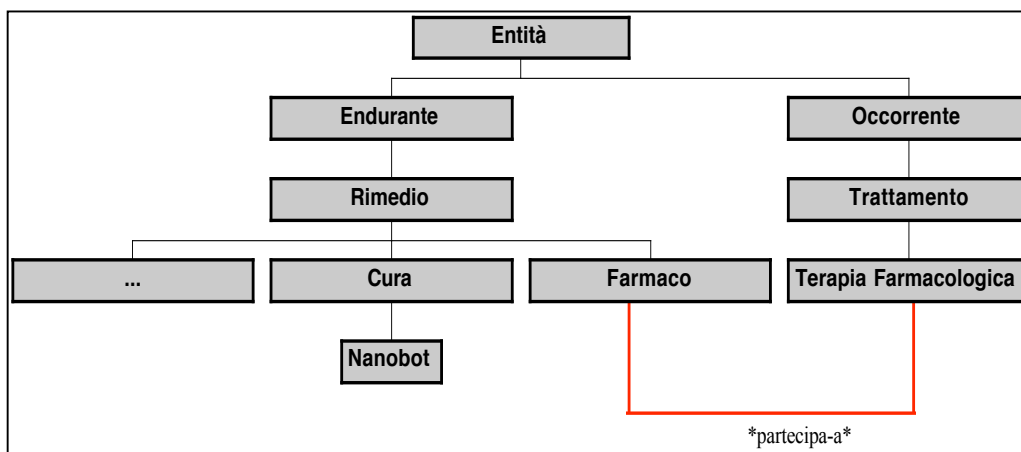 Entità
Endurante
Occorrente
Rimedio
Trattamento
...
Cura
Farmaco
Terapia Farmacologica
Nanobot
*partecipa-a*